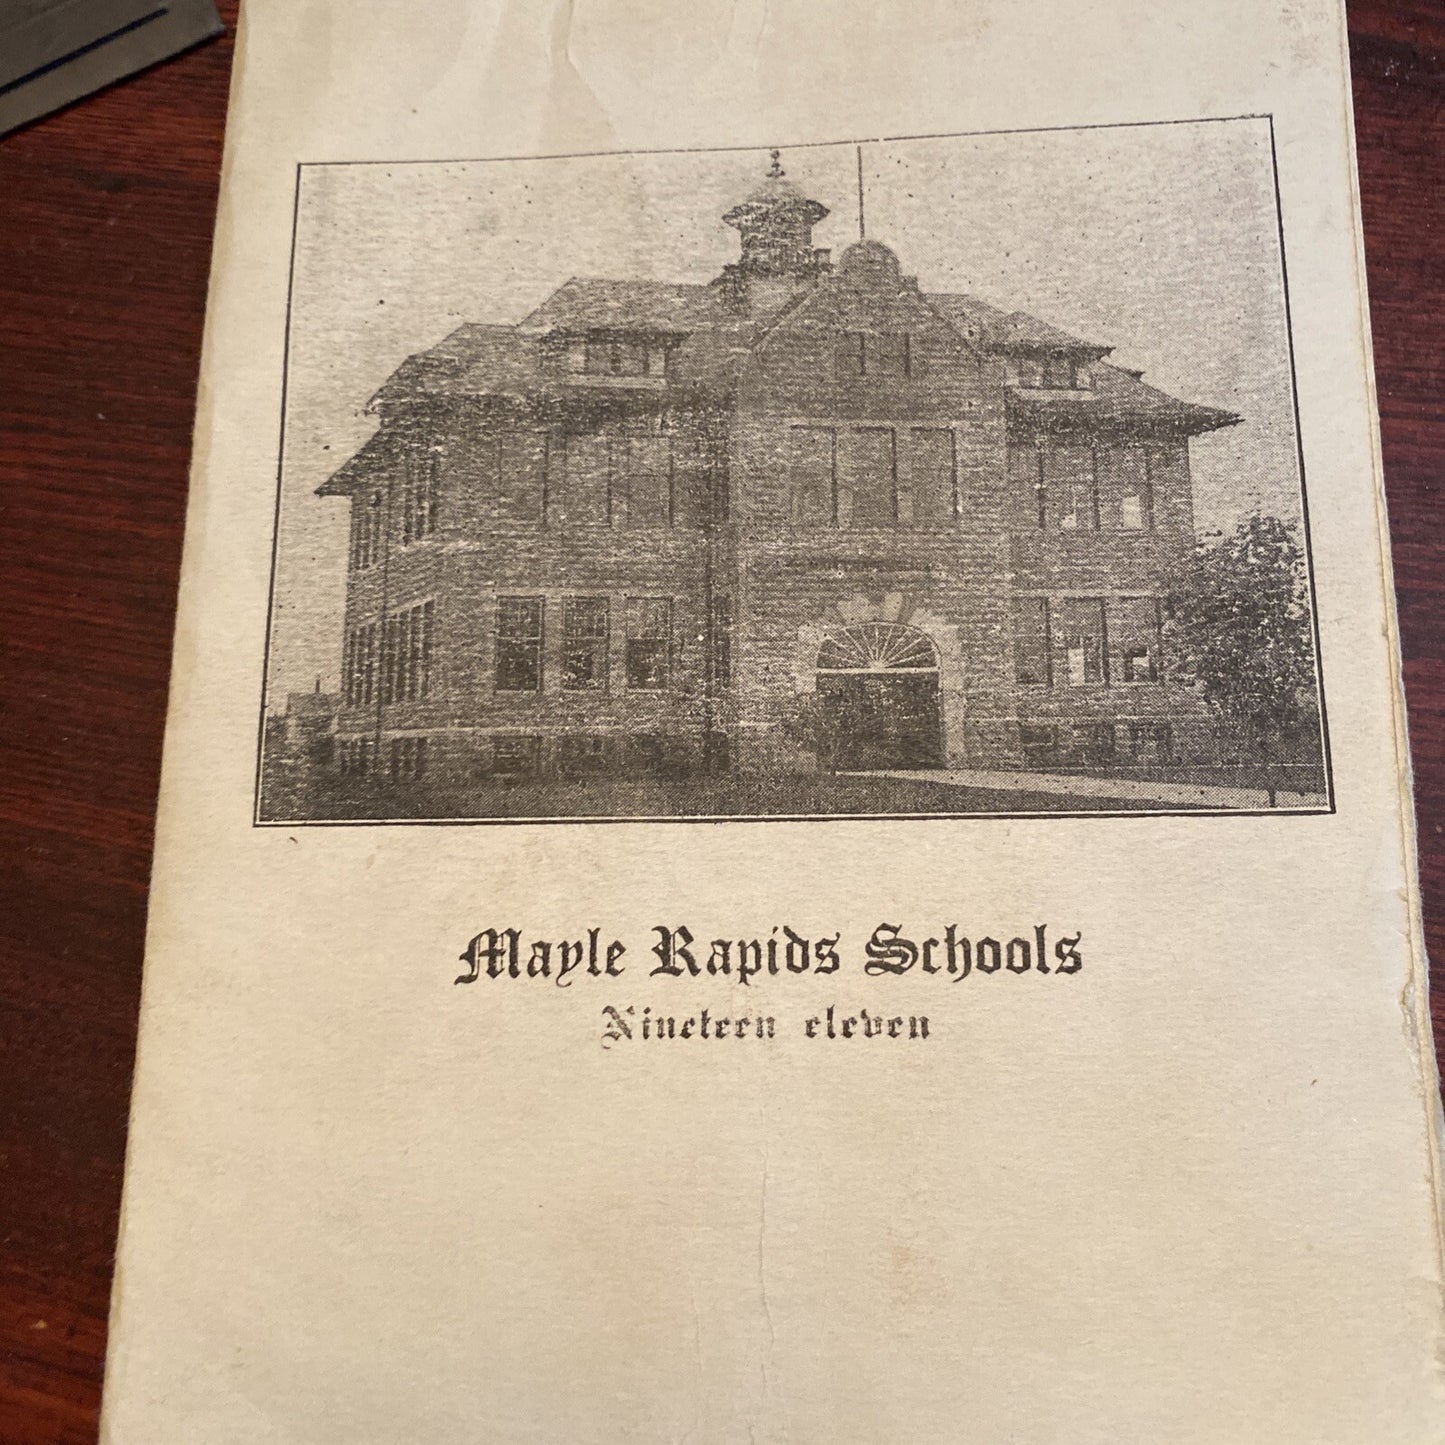 Mayle Rapids Schools
Nineteen eleven